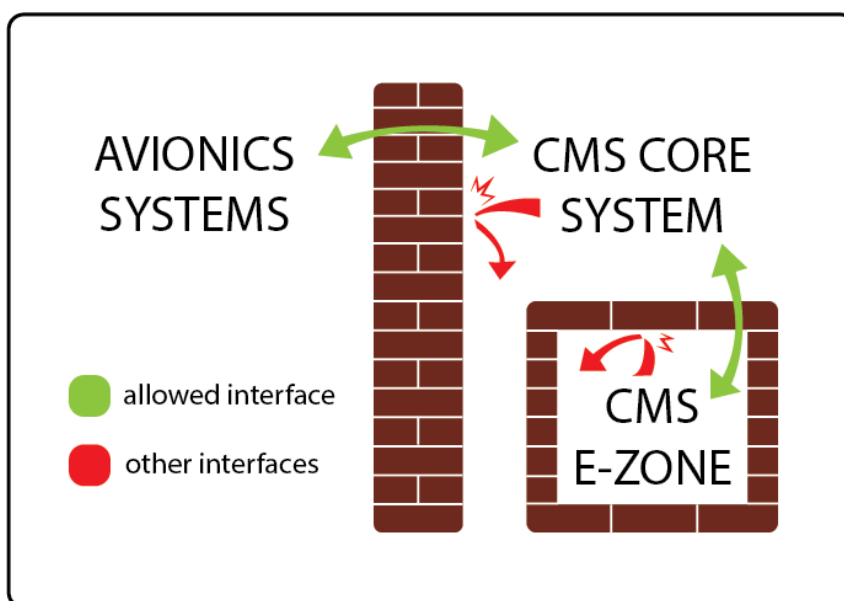 AVIONICS
SYSTEMS
CMS CORE
SYSTEM
allowed interface
other interfaces
CMS
E-ZONE